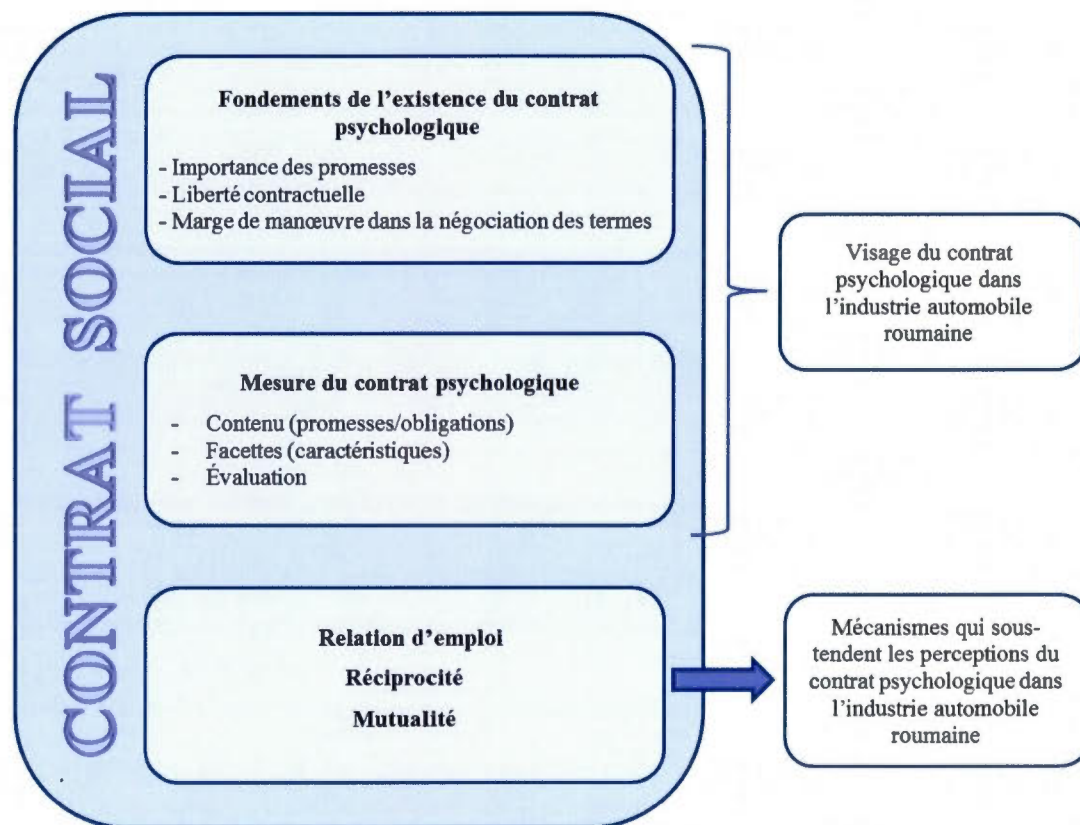 CONTRAT SOCIAL
Fondements de l’existence du contrat
psychologique
- Importance des promesses
- Liberté contractuelle
- Marge de manœuvre dans la négociation des termes
Mesure du contrat psychologique
- Contenu (promesses/obligations)
- Facettes (caractéristiques)
- Évaluation
Relation d’emploi
Réciprocité
Mutualité
Visage du contrat
psychologique dans
l’industrie automobile
roumaine
Mécanismes qui sous-
tendent les perceptions du
contrat psychologique dans
l’industrie automobile
roumaine